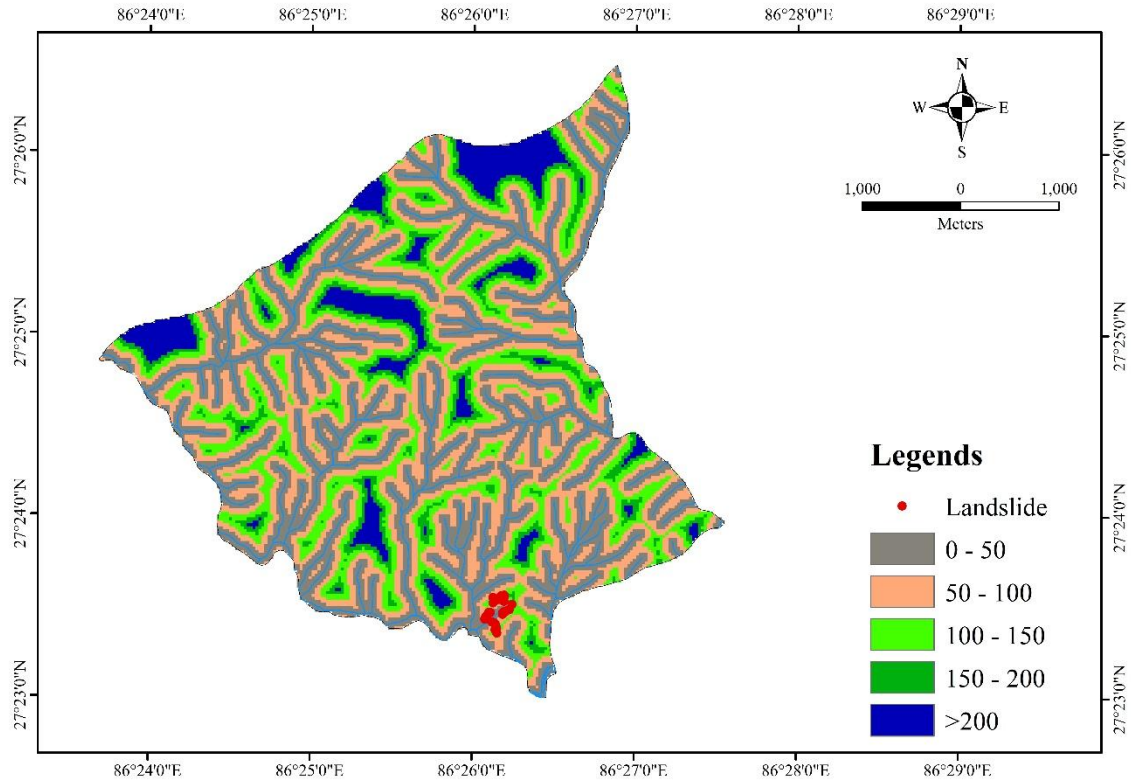 86°24'0"E 86°25'0"E 86°26'0"E 86°27'0"E 86°28'0"E 86°29'0"E
N
W E
S
27°26'0"N 27°26'0"N
1,000 0 1,000
Meters
27°25'0"N 27°25'0"N
Legends
Landslide
27°24'0"N 27°24'0"N
0 - 50
50 - 100
100 - 150
150 - 200
27°23'0"N 27°23'0"N
>200
86°24'0"E 86°25'0"E 86°26'0"E 86°27'0"E 86°28'0"E 86°29'0"E